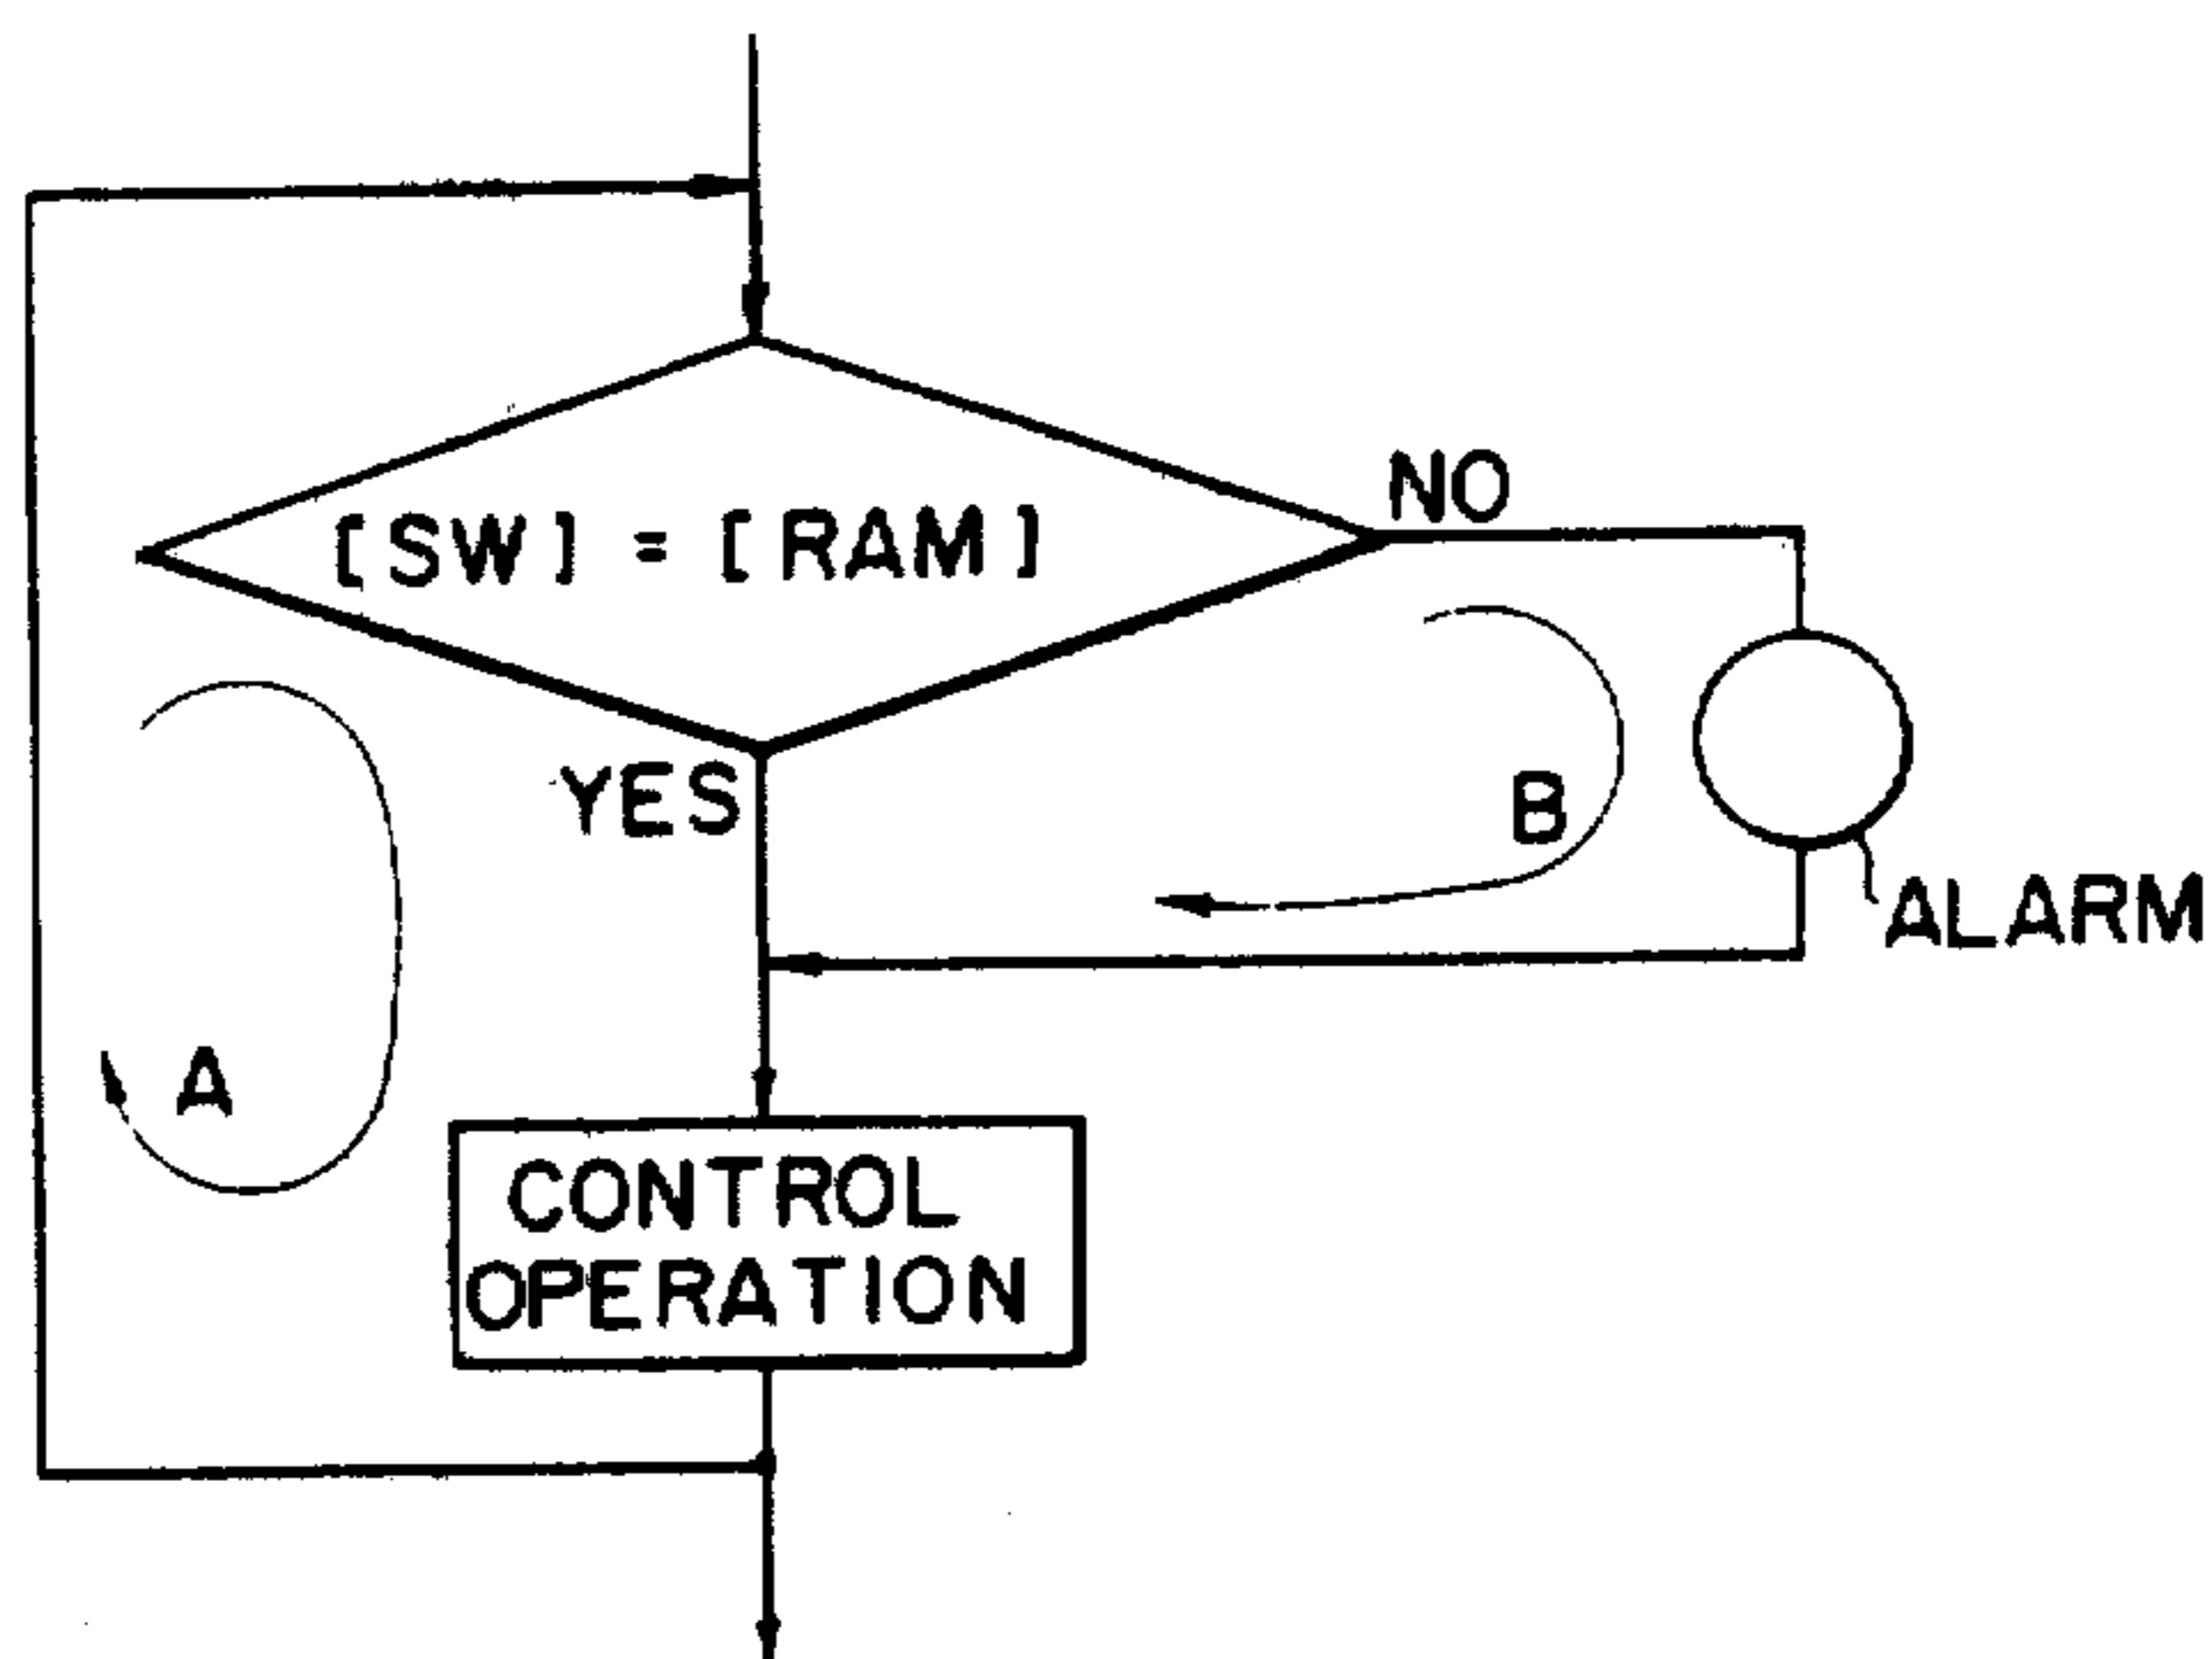 NO
[SW] = [RAM]
YES
B
ALARM
A
CONTROL
OPERATION